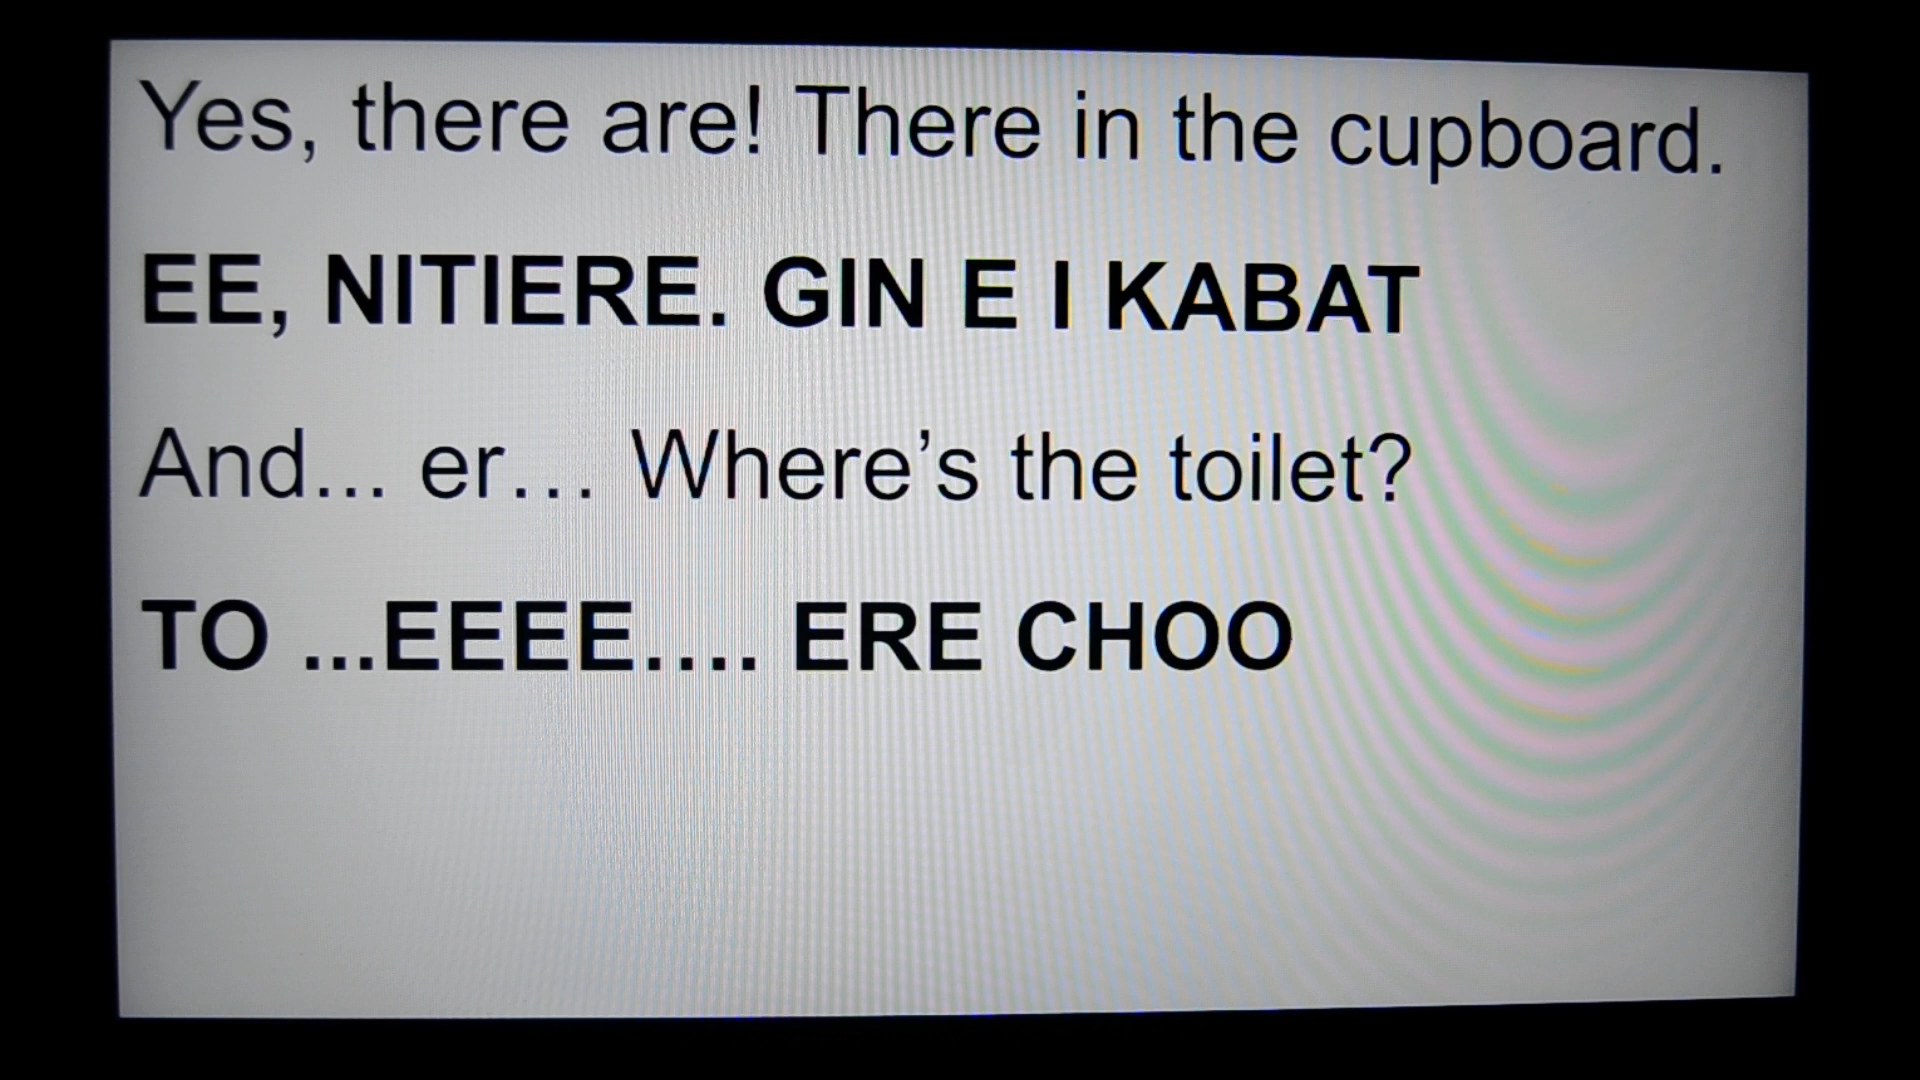 Yes, there are! There in the cupboard.
EE, NITIERE. GIN E I KABAT
And... er… Where’s the toilet?
TO ...EEEE…. ERE CHOO